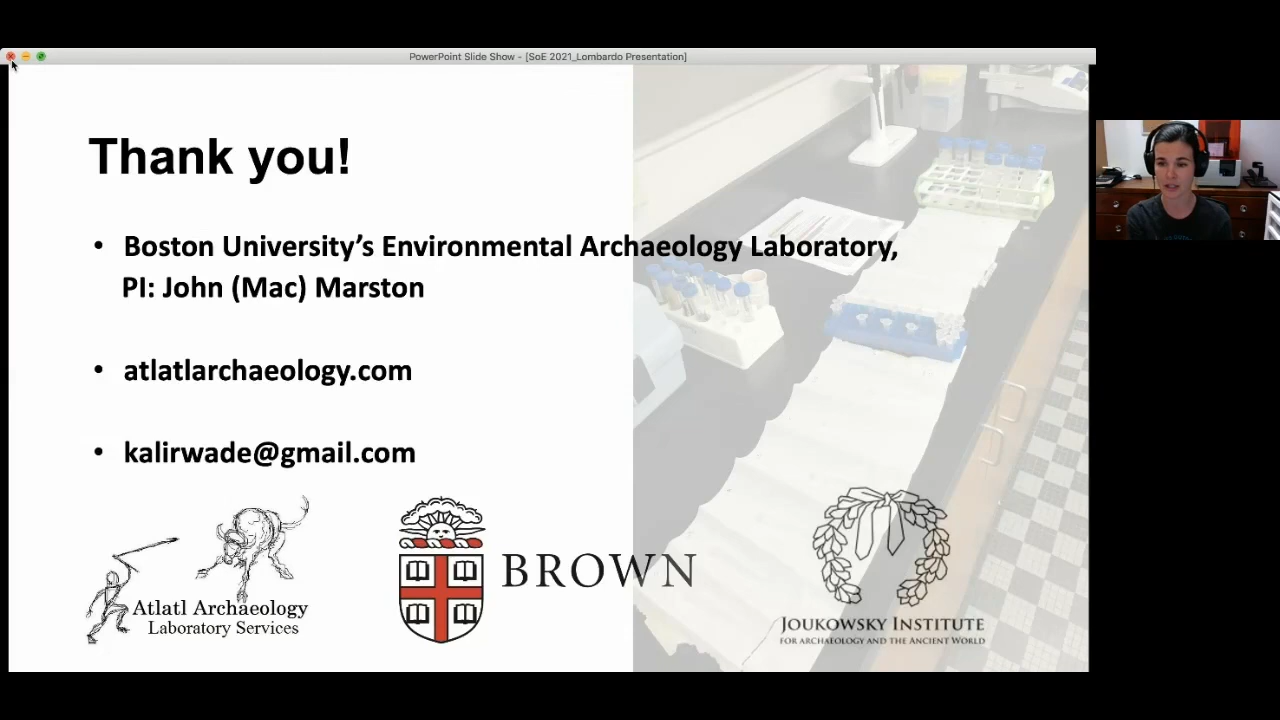 PowerPoint Slide Show - [SoE 2021_Lombardo Presentation]
Thank you!
• Boston University's Environmental Archaeology Laboratory,
PI: John (Mac) Marston
• atlatlarchaeology.com
• kalirwade@gmail.com
Atlatl Archaeology
Laboratory Services
BROWN
JOUKOWSKY INSTITUTE
FOR ARCHAEOLOGY AND THE ANCIENT WORLD